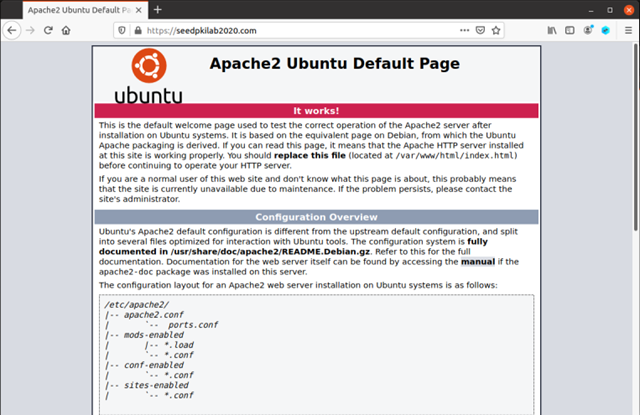 Apache2 Ubuntu Default Pa
https://seedpkilab2020.com
Apache2 Ubuntu Default Page
ubuntu
It works!
This is the default welcome page used to test the correct operation of the Apache2 server after
installation on Ubuntu systems. It is based on the equivalent page on Debian, from which the Ubuntu
Apache packaging is derived. If you can read this page, it means that the Apache HTTP server installed
at this site is working properly. You should replace this file (located at /var/www/html/index.html)
before continuing to operate your HTTP server.
If you are a normal user of this web site and don't know what this page is about, this probably means
that the site is currently unavailable due to maintenance. If the problem persists, please contact the
site's administrator.
Configuration Overview
Ubuntu's Apache2 default configuration is different from the upstream default configuration, and split
into several files optimized for interaction with Ubuntu tools. The configuration system is fully
documented in /usr/share/doc/apache2/README.Debian.gz. Refer to this for the full
documentation. Documentation for the web server itself can be found by accessing the manual if the
apache2-doc package was installed on this server.
The configuration layout for an Apache2 web server installation on Ubuntu systems is as follows:
/etc/apache2/
|-- apache2.conf
|       `--  ports.conf
|-- mods-enabled
|       |-- *.load
|       `-- *.conf
|-- conf-enabled
|       `-- *.conf
|-- sites-enabled
|       `-- *.conf